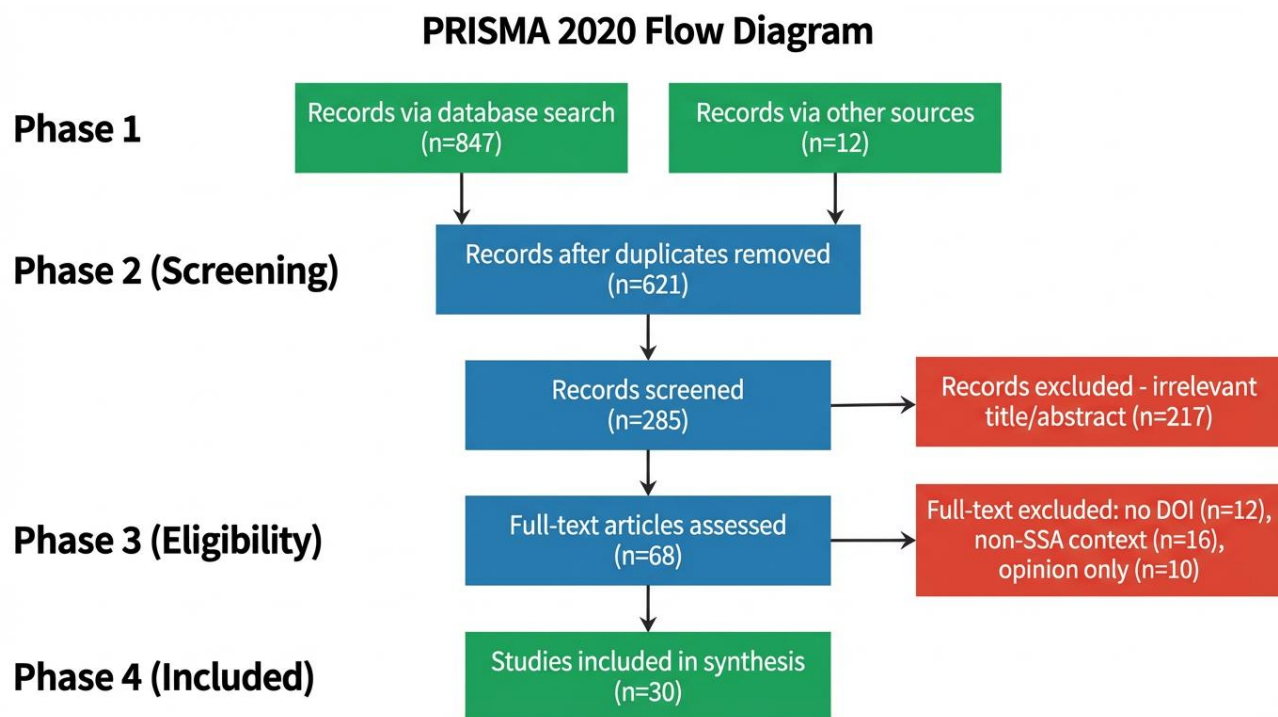 PRISMA 2020 Flow Diagram
Phase 1
Records via database search
(n=847)
Records via other sources
(n=12)
Phase 2 (Screening)
Records after duplicates removed
(n=621)
Records screened
(n=285)
Records excluded - irrelevant
title/abstract (n=217)
Phase 3 (Eligibility)
Full-text articles assessed
(n=68)
Full-text excluded: no DOI (n=12),
non-SSA context (n=16),
opinion only (n=10)
Phase 4 (Included)
Studies included in synthesis
(n=30)